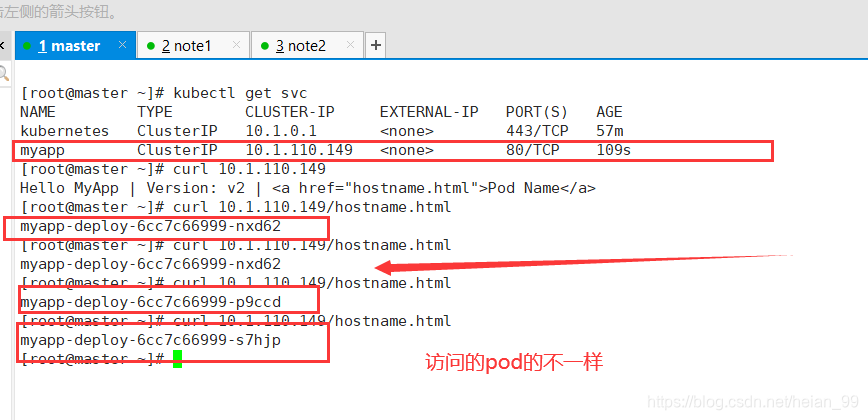 击左侧的箭头按钮。
1 master × 2 note1 × 3 note2 × +
[root@master ~]# kubectl get svc
NAME TYPE CLUSTER-IP EXTERNAL-IP PORT(S) AGE
kubernetes ClusterIP 10.1.0.1 <none> 443/TCP 57m
myapp ClusterIP 10.1.110.149 <none> 80/TCP 109s
[root@master ~]# curl 10.1.110.149
Hello MyApp | Version: v2 | <a href="hostname.html">Pod Name</a>
[root@master ~]# curl 10.1.110.149/hostname.html
myapp-deploy-6cc7c66999-nxd62
[root@master ~]# curl 10.1.110.149/hostname.html
myapp-deploy-6cc7c66999-nxd62
[root@master ~]# curl 10.1.110.149/hostname.html
myapp-deploy-6cc7c66999-p9ccd
[root@master ~]# curl 10.1.110.149/hostname.html
myapp-deploy-6cc7c66999-s7hjp
[root@master ~]#
访问的pod的不一样
https://blog.csdn.net/helan_99